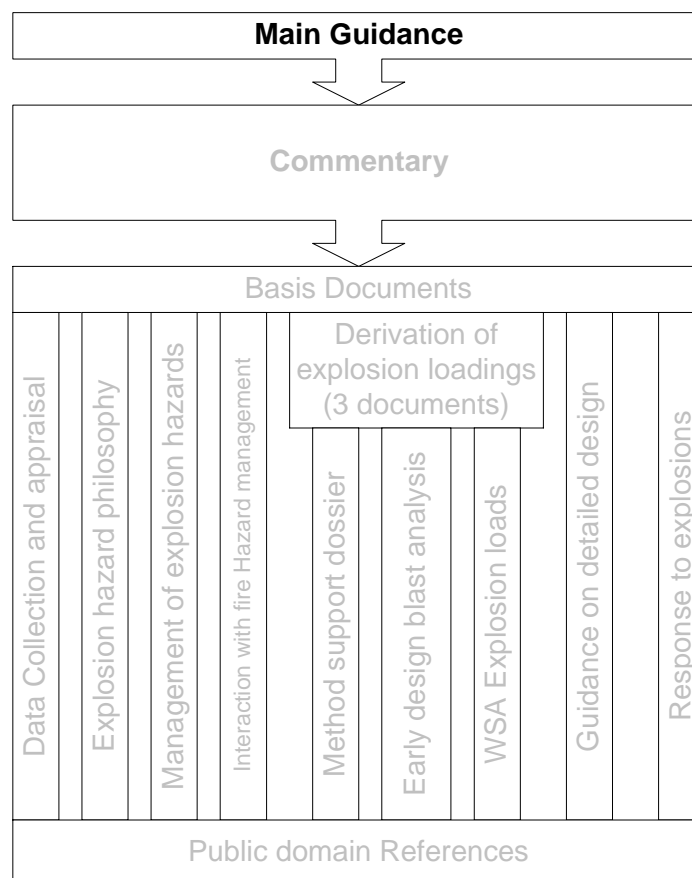 Main Guidance
Commentary
Basis Documents
Data Collection and appraisal
Explosion hazard philosophy
Management of explosion hazards
Interaction with fire Hazard management
Derivation of
explosion loadings
(3 documents)
Method support dossier
Early design blast analysis
WSA Explosion loads
Guidance on detailed design
Response to explosions
Public domain References